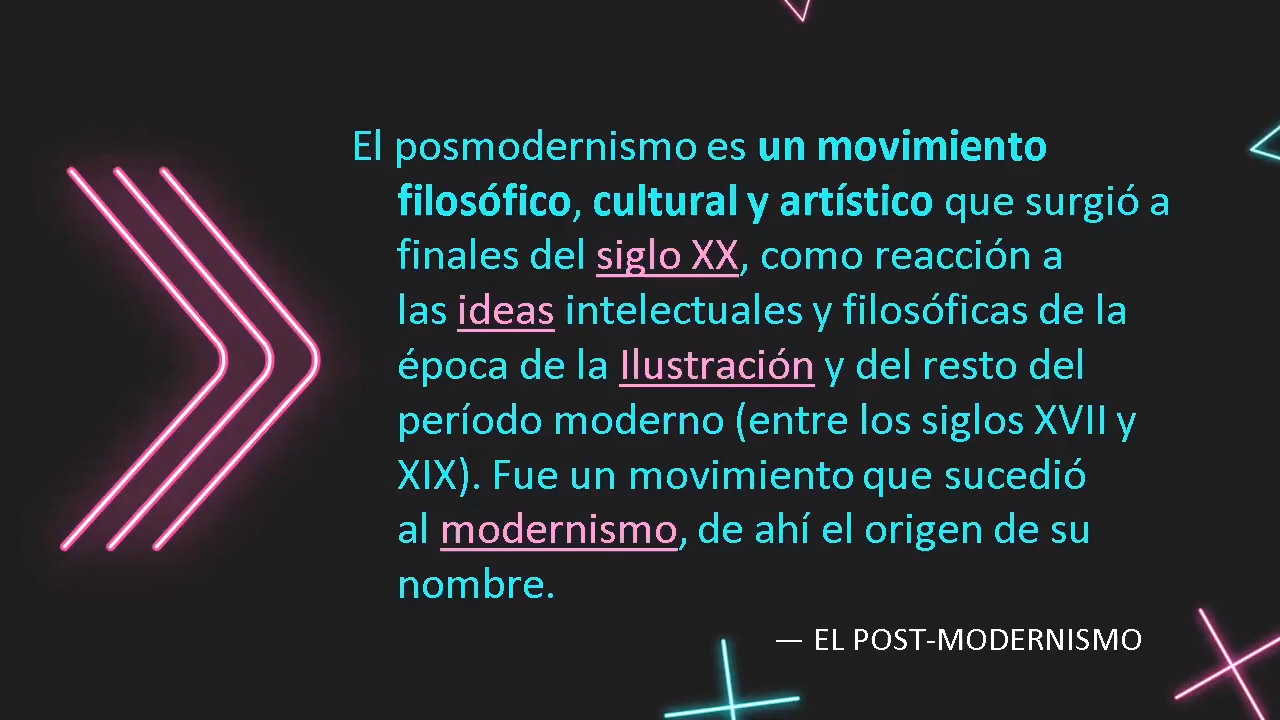 El posmodernismo es un movimiento
filosófico, cultural y artístico que surgió a
finales del siglo XX, como reacción a
las ideas intelectuales y filosóficas de la
época de la Ilustración y del resto del
período moderno (entre los siglos XVII y
XIX). Fue un movimiento que sucedió
al modernismo, de ahí el origen de su
nombre.
— EL POST-MODERNISMO